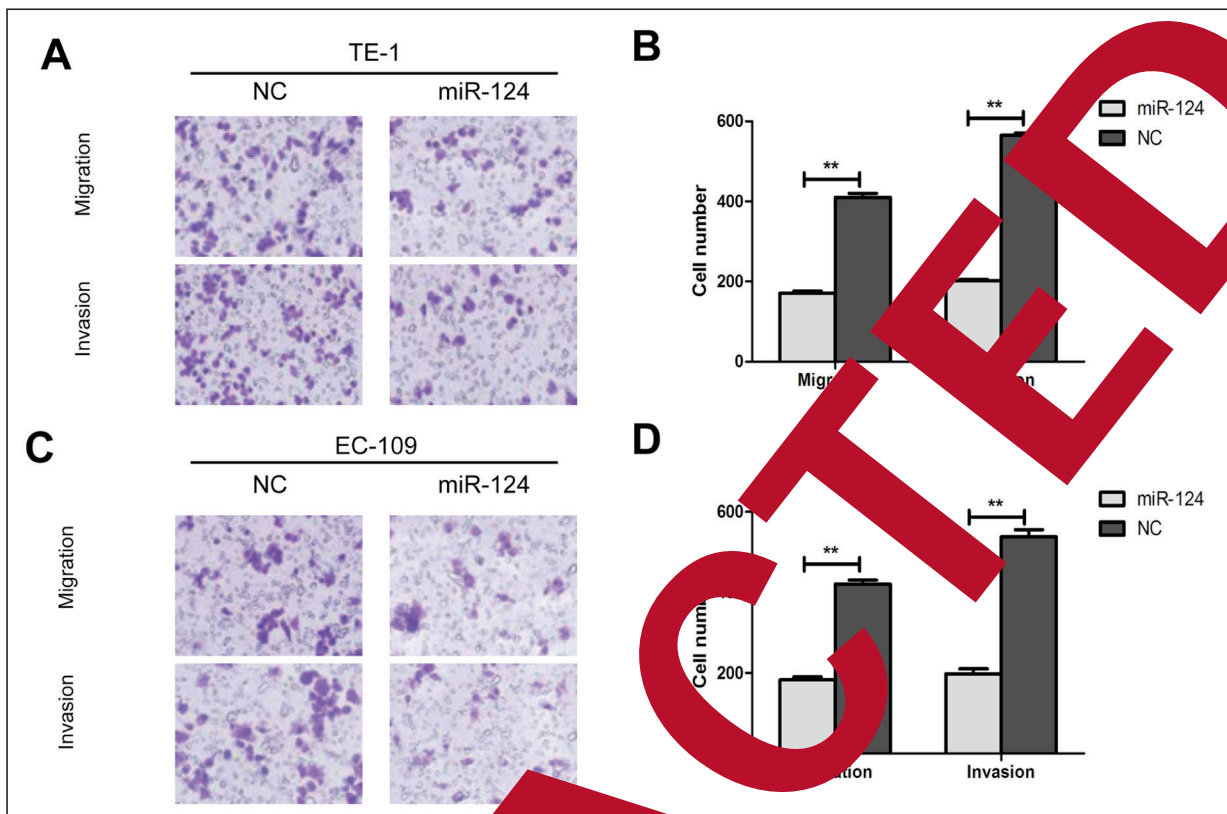 A
TE-1
NC miR-124
Migration
Invasion
B
** **
miR-124
NC
600
400
200
0
Cell number
C
EC-109
NC miR-124
Migration
Invasion
D
** **
miR-124
NC
600
200
Invasion
CTED